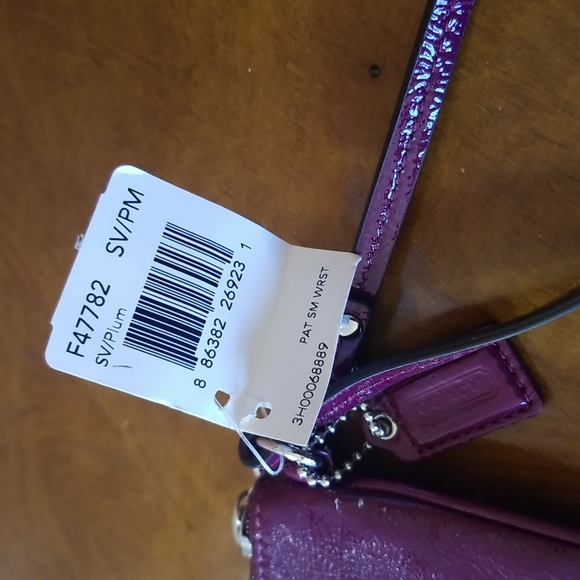 F47782 SV/PM
SV/Plum
8 86382 26923 1
PAT SM WRST
3H00068889